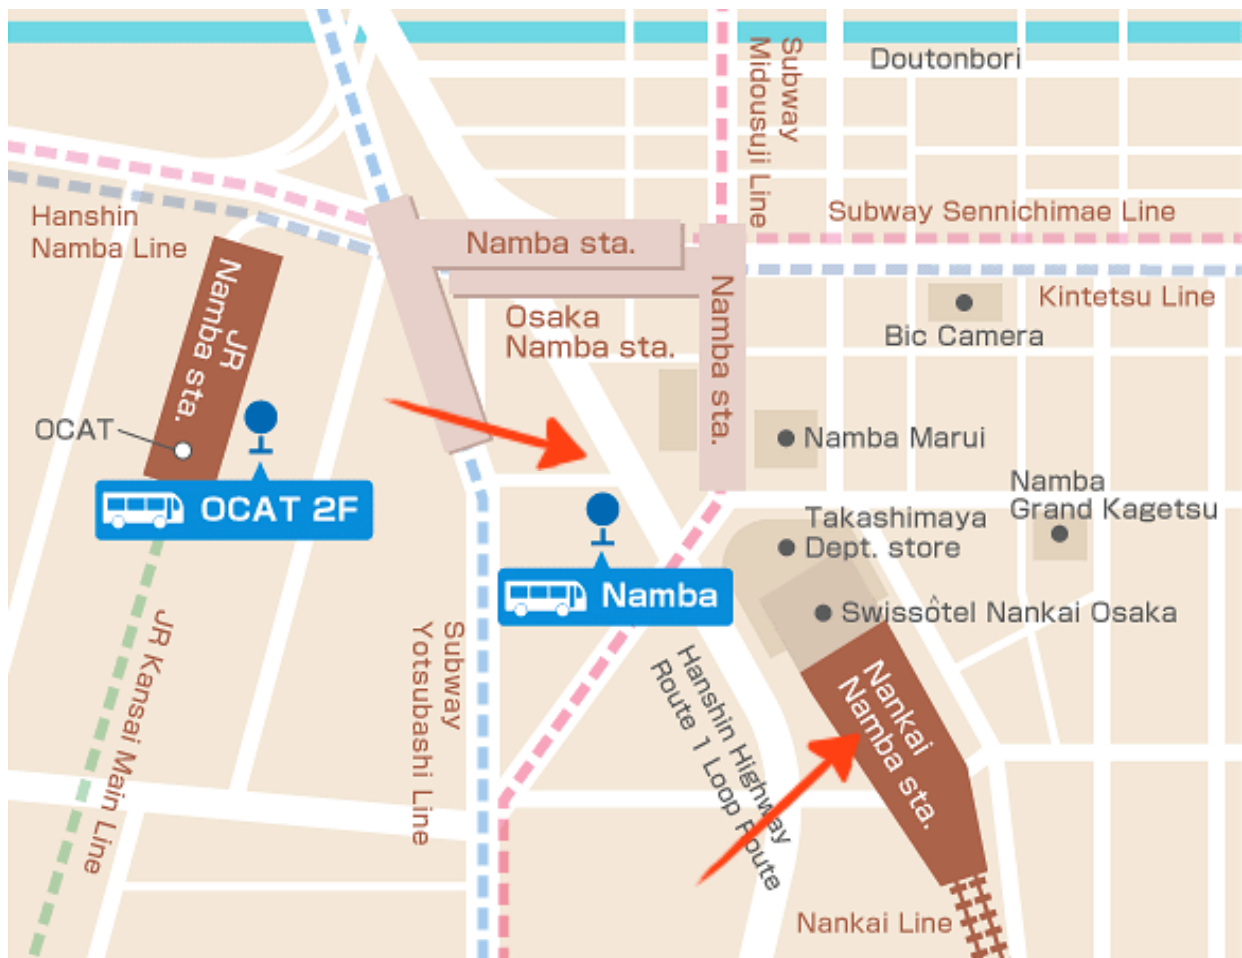 Subway
Midousuji Line
Doutonbori
Hanshin
Namba Line
Subway Sennichimae Line
Namba sta.
Kintetsu Line
JR
Namba sta.
Osaka
Namba sta.
Namba sta.
Bic Camera
OCAT
Namba Marui
OCAT 2F
Namba
Grand Kagetsu
Takashimaya
Dept. store
Namba
Swissôtel Nankai Osaka
JR Kansai Main Line
Subway
Yotsubashi Line
Hanshin Highway
Route 1 Loop Route
Nankai
Namba sta.
Nankai Line